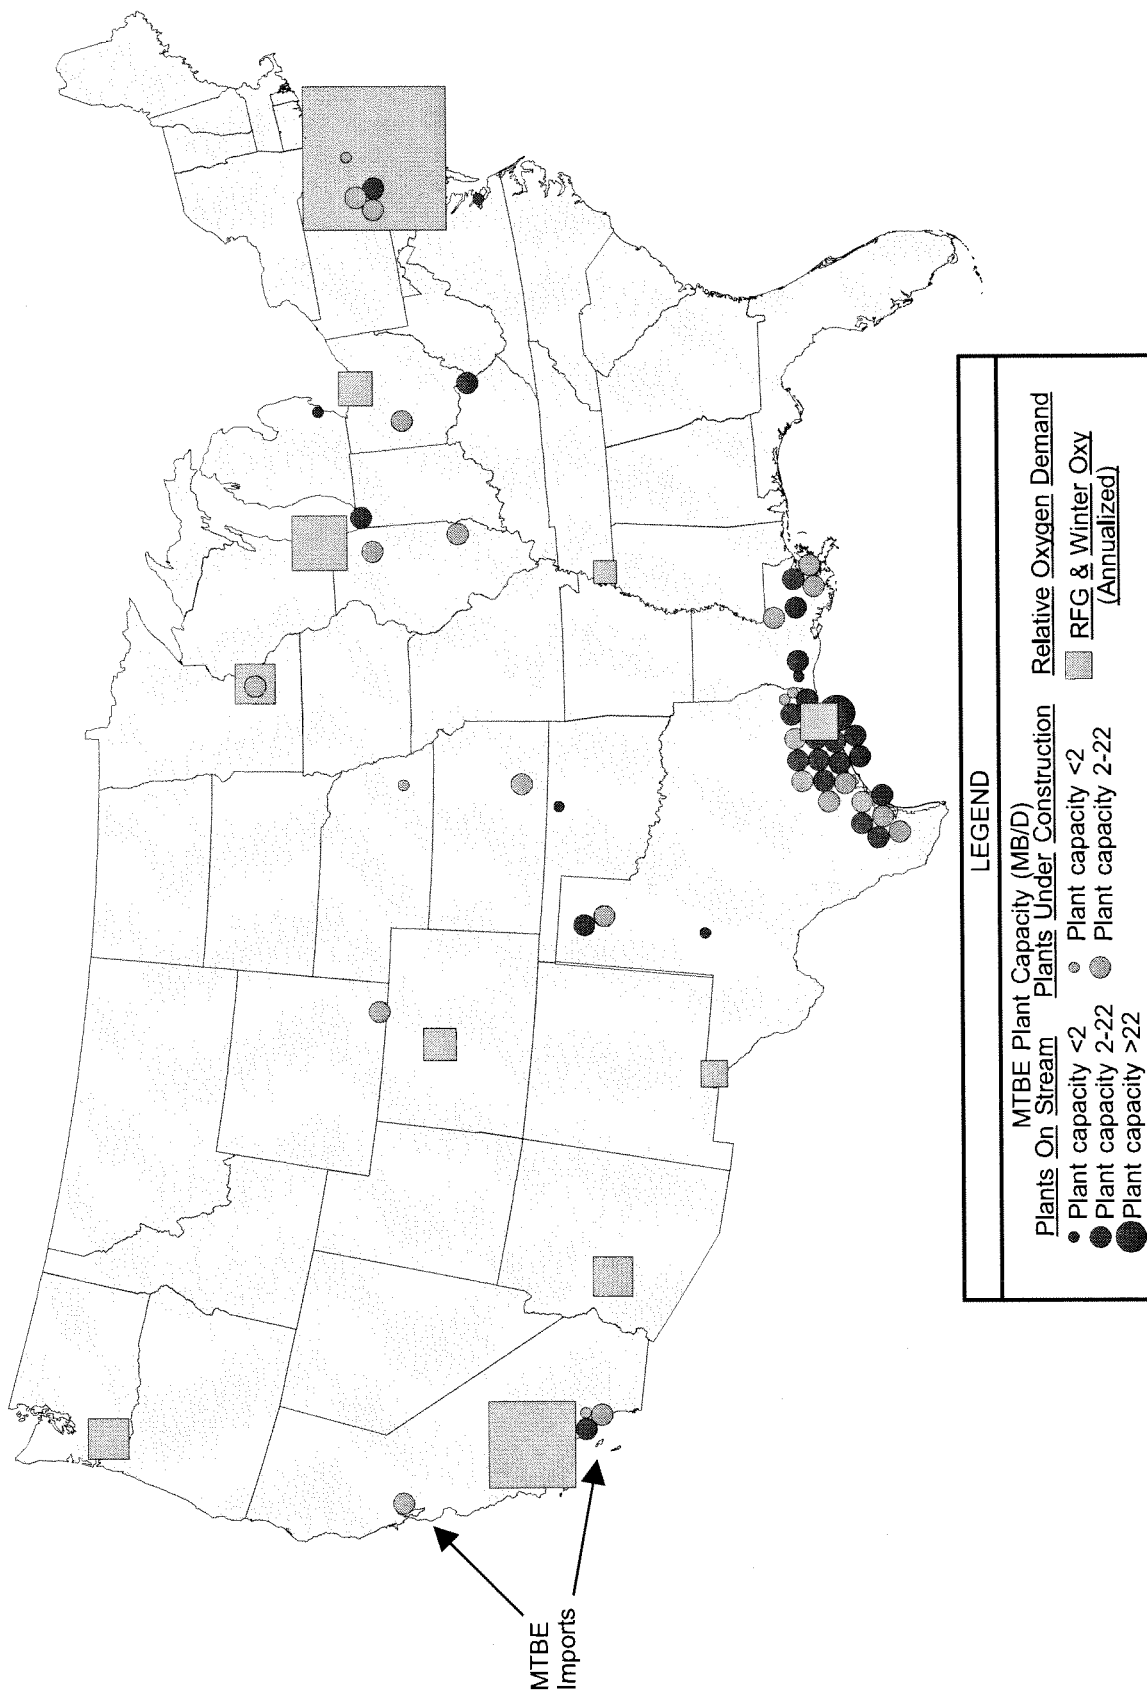 MTBE
Imports
LEGEND
MTBE Plant Capacity (MB/D)
Plants On Stream
Plant capacity <2
Plant capacity 2-22
Plant capacity >22
Plants Under Construction
Plant capacity <2
Plant capacity 2-22
Relative Oxygen Demand
RFG & Winter Oxy
(Annualized)